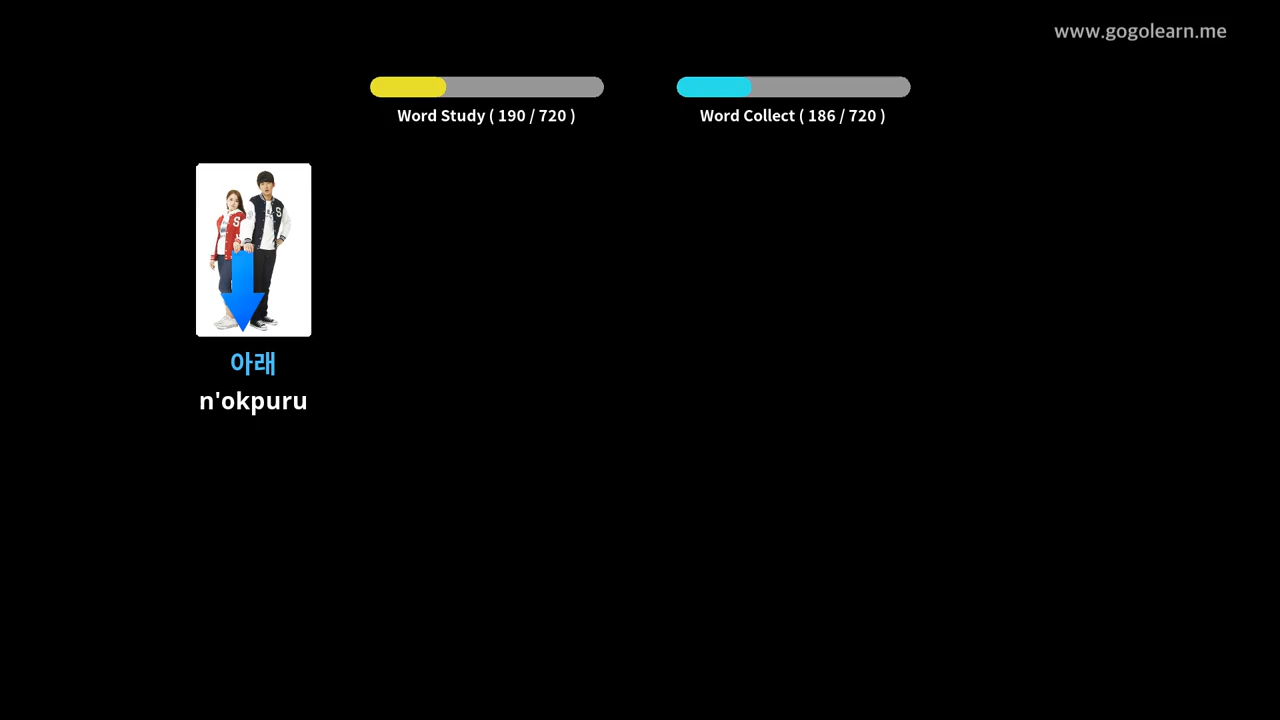 www.gogolearn.me
Word Study ( 190 / 720 )
Word Collect ( 186 / 720 )
S
S
아래
n'okpuru